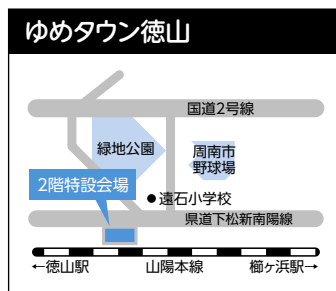 ゆめタウン徳山
国道2号線
緑地公園
周南市
野球場
2階特設会場
遠石小学校
県道下松新南陽線
←徳山駅
山陽本線
櫛ヶ浜駅→